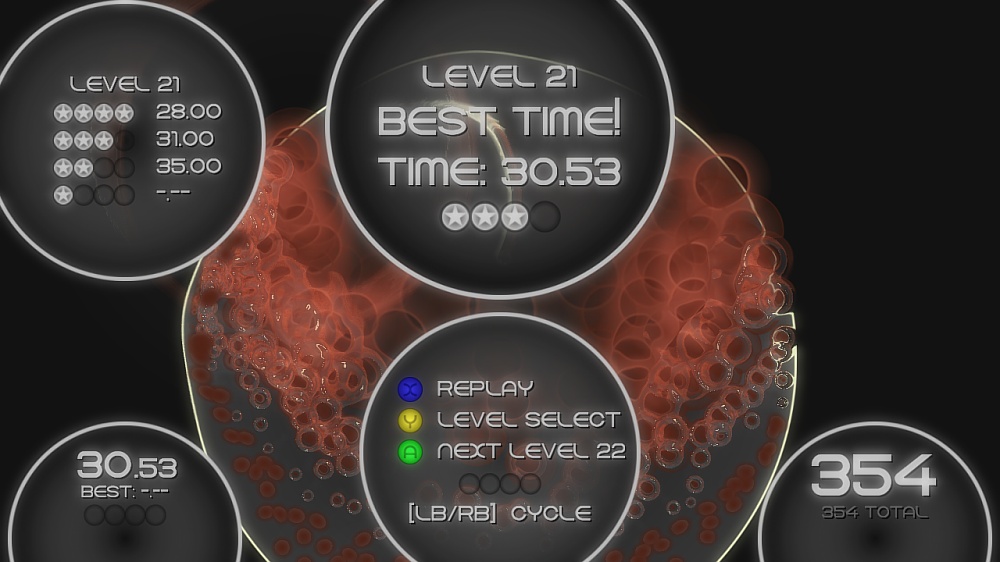 LEVEL 21
28.00
31.00
35.00
-.--
LEVEL 21
BEST TIME!
TIME: 30.53
X REPLAY
Y LEVEL SELECT
A NEXT LEVEL 22
[LB/RB] CYCLE
30.53
BEST: -.--
354
354 TOTAL